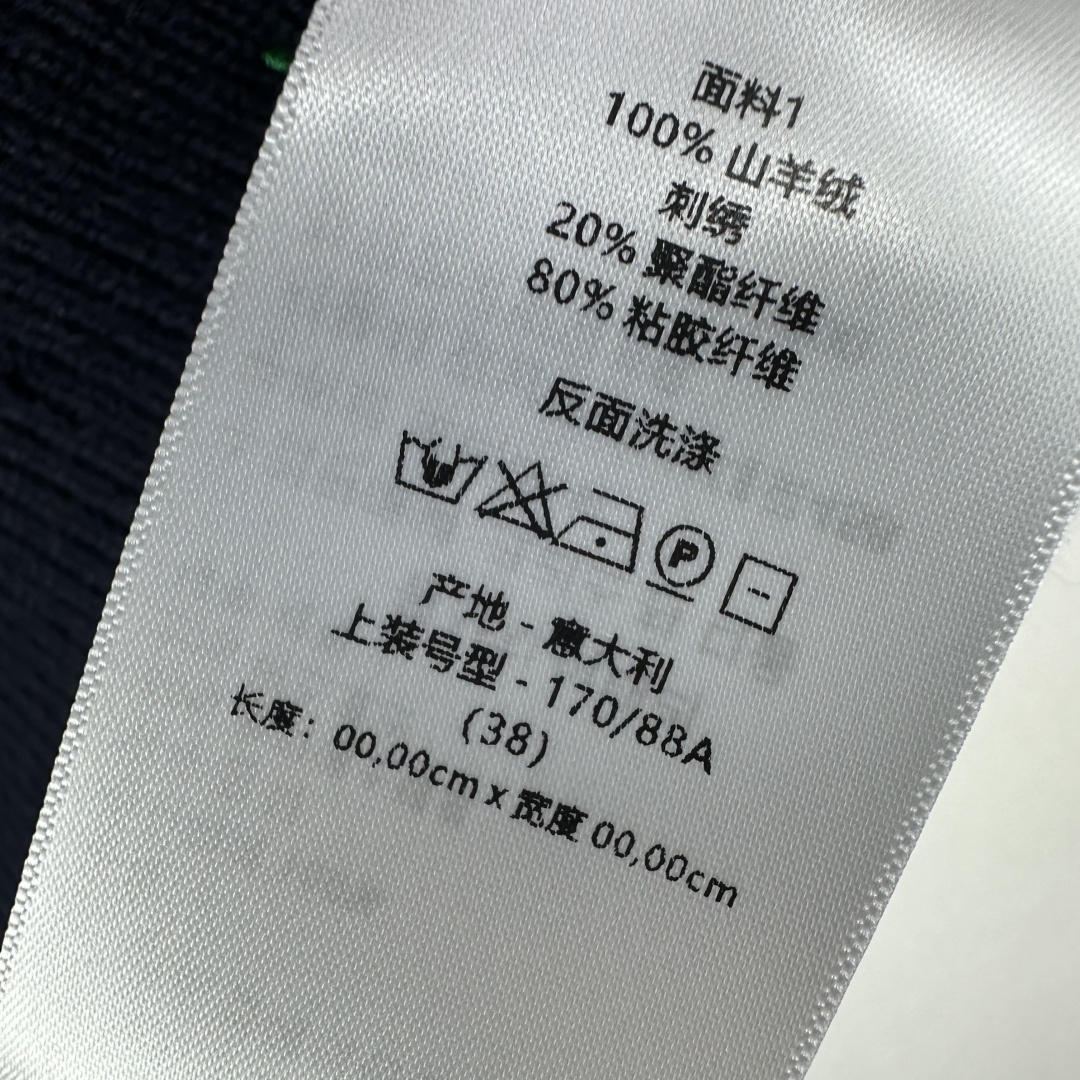 面料1
100% 山羊绒
刺绣
20% 聚酯纤维
80% 粘胶纤维
反面洗涤
P
产地 - 意大利
上装号型 - 170/88A
(38)
长度: 00,00cm x 宽度 00,00cm